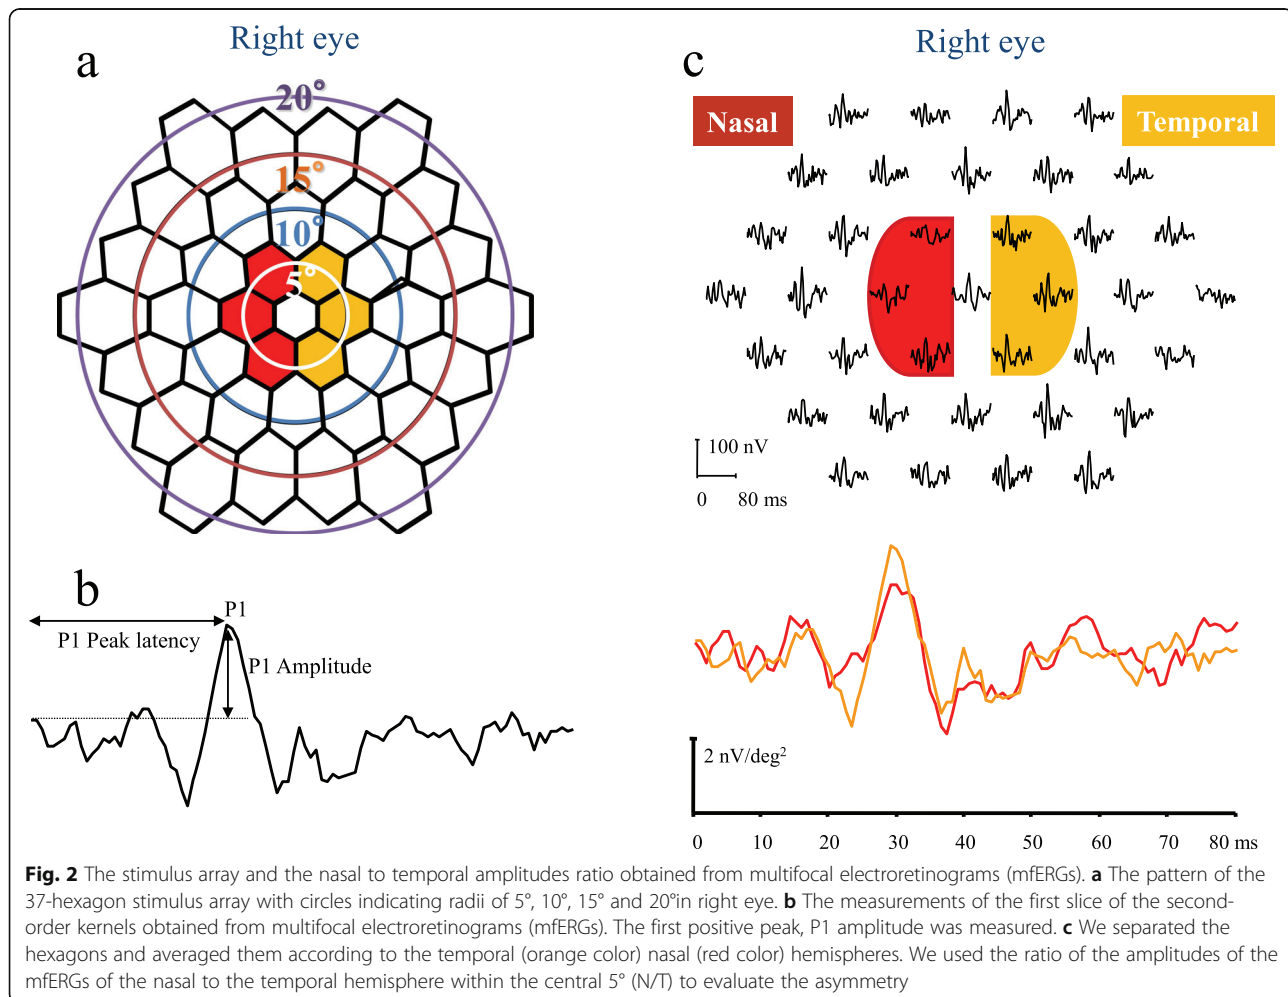 a
Right eye
20°
15°
10°
5°
b
P1
P1 Peak latency
P1 Amplitude
c
Right eye
Nasal
Temporal
100 nV
0 80 ms
2 nV/deg²
0 10 20 30 40 50 60 70 80 ms
Fig. 2 The stimulus array and the nasal to temporal amplitudes ratio obtained from multifocal electroretinograms (mfERGs). a The pattern of the
37-hexagon stimulus array with circles indicating radii of 5°, 10°, 15° and 20°in right eye. b The measurements of the first slice of the second-
order kernels obtained from multifocal electroretinograms (mfERGs). The first positive peak, P1 amplitude was measured. c We separated the
hexagons and averaged them according to the temporal (orange color) nasal (red color) hemispheres. We used the ratio of the amplitudes of the
mfERGs of the nasal to the temporal hemisphere within the central 5° (N/T) to evaluate the asymmetry